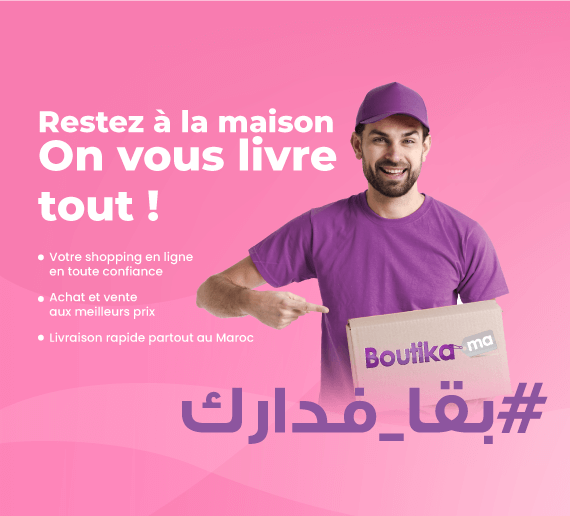 Restez à la maison
On vous livre
tout !
Votre shopping en ligne
en toute confiance
Achat et vente
aux meilleurs prix
Livraison rapide partout au Maroc
Boutika ma
#بقا_فدارك